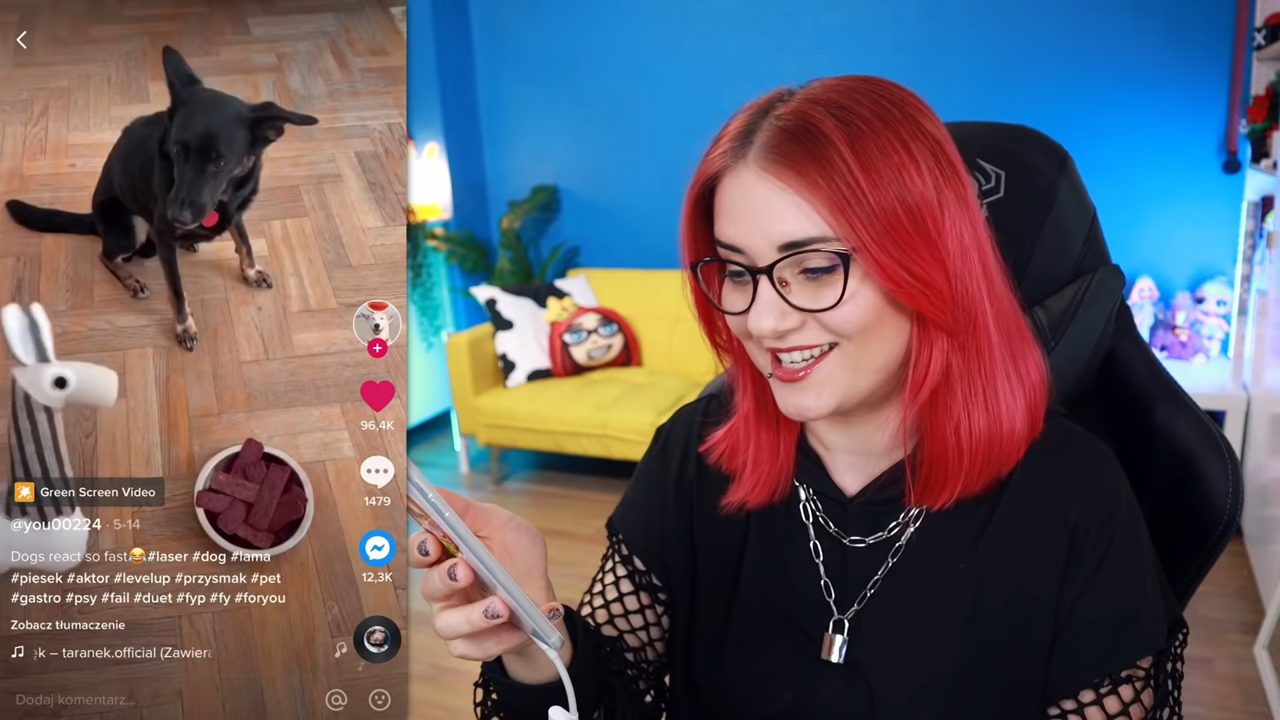 96,4K
1479
12,3K
Green Screen Video
@you00224 · 5-14
Dogs react so fast😂#laser #dog #lama
#piesek #aktor #levelup #przysmak #pet
#gastro #psy #fail #duet #fyp #fy #foryou
Zobacz tłumaczenie
k – taranek.official (Zawier
Dodaj komentarz...